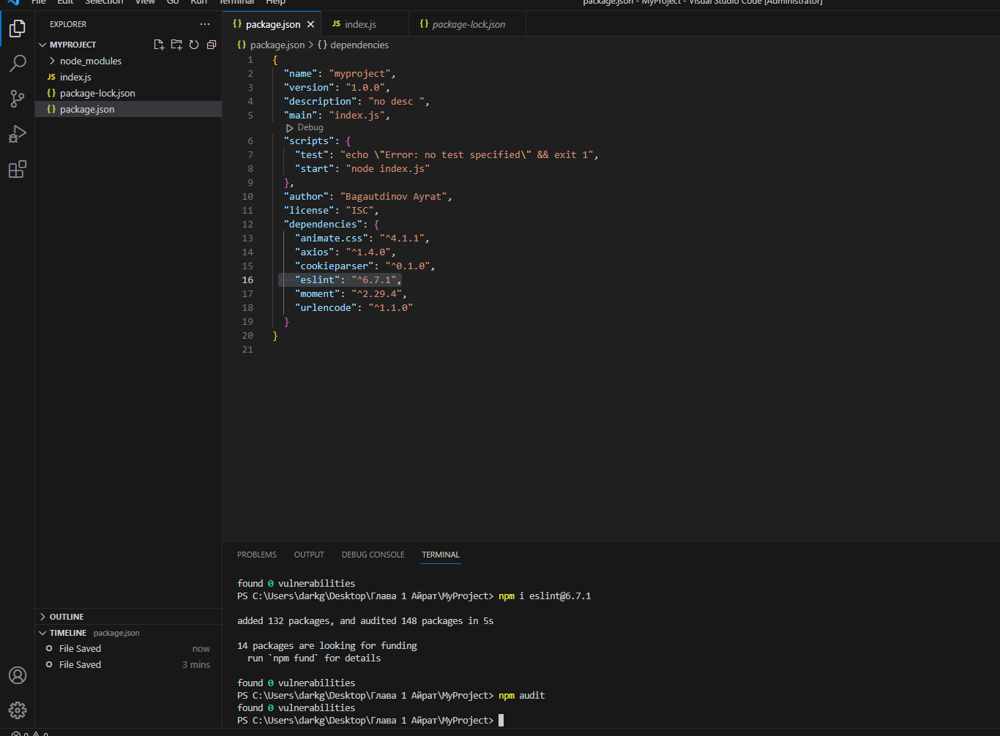 File Edit Selection View Go Run Terminal Help
package.json - MyProject - Visual Studio Code [Administrator]
EXPLORER
MYPROJECT
node_modules
JS index.js
{} package-lock.json
{} package.json
{} package.json
JS index.js
{} package-lock.json
{} package.json > {} dependencies
1 {
2 "name": "myproject",
3 "version": "1.0.0",
4 "description": "no desc ",
5 "main": "index.js",
Debug
6 "scripts": {
7 "test": "echo \"Error: no test specified\" && exit 1",
8 "start": "node index.js"
9 },
10 "author": "Bagautdinov Ayrat",
11 "license": "ISC",
12 "dependencies": {
13 "animate.css": "^4.1.1",
14 "axios": "^1.4.0",
15 "cookieparser": "^0.1.0",
16 "eslint": "^6.7.1",
17 "moment": "^2.29.4",
18 "urlencode": "^1.1.0"
19 }
20 }
21
PROBLEMS OUTPUT DEBUG CONSOLE TERMINAL
found 0 vulnerabilities
PS C:\Users\darkg\Desktop\Глава 1 Айрат\MyProject> npm i eslint@6.7.1
added 132 packages, and audited 148 packages in 5s
14 packages are looking for funding
run `npm fund` for details
found 0 vulnerabilities
PS C:\Users\darkg\Desktop\Глава 1 Айрат\MyProject> npm audit
found 0 vulnerabilities
PS C:\Users\darkg\Desktop\Глава 1 Айрат\MyProject>
OUTLINE
TIMELINE package.json
File Saved now
File Saved 3 mins
0 0